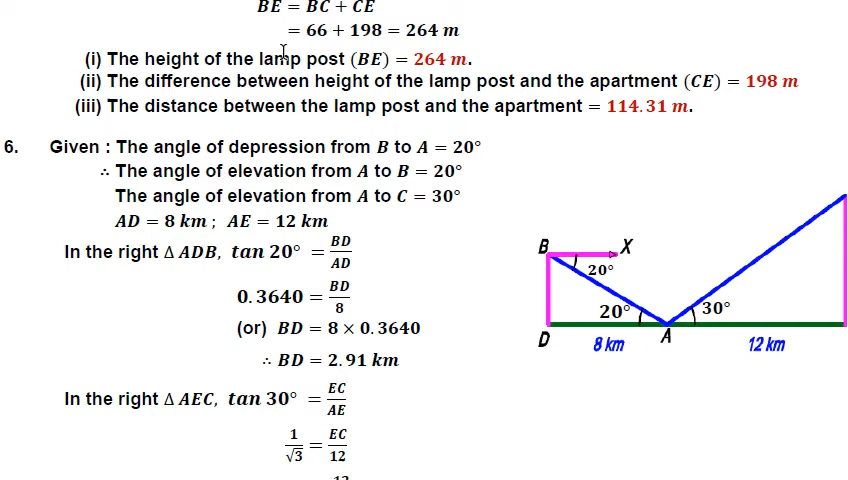 BE = BC + CE
= 66 + 198 = 264 m
(i) The height of the lamp post (BE) = 264 m.
(ii) The difference between height of the lamp post and the apartment (CE) = 198 m
(iii) The distance between the lamp post and the apartment = 114.31 m.
6. Given : The angle of depression from B to A = 20°
∴ The angle of elevation from A to B = 20°
The angle of elevation from A to C = 30°
AD = 8 km ; AE = 12 km
In the right Δ ADB, tan 20° = BD/AD
0.3640 = BD/8
(or) BD = 8 × 0.3640
∴ BD = 2.91 km
In the right Δ AEC, tan 30° = EC/AE
1/√3 = EC/12
B X
20°
20° 30°
D 8 km A 12 km